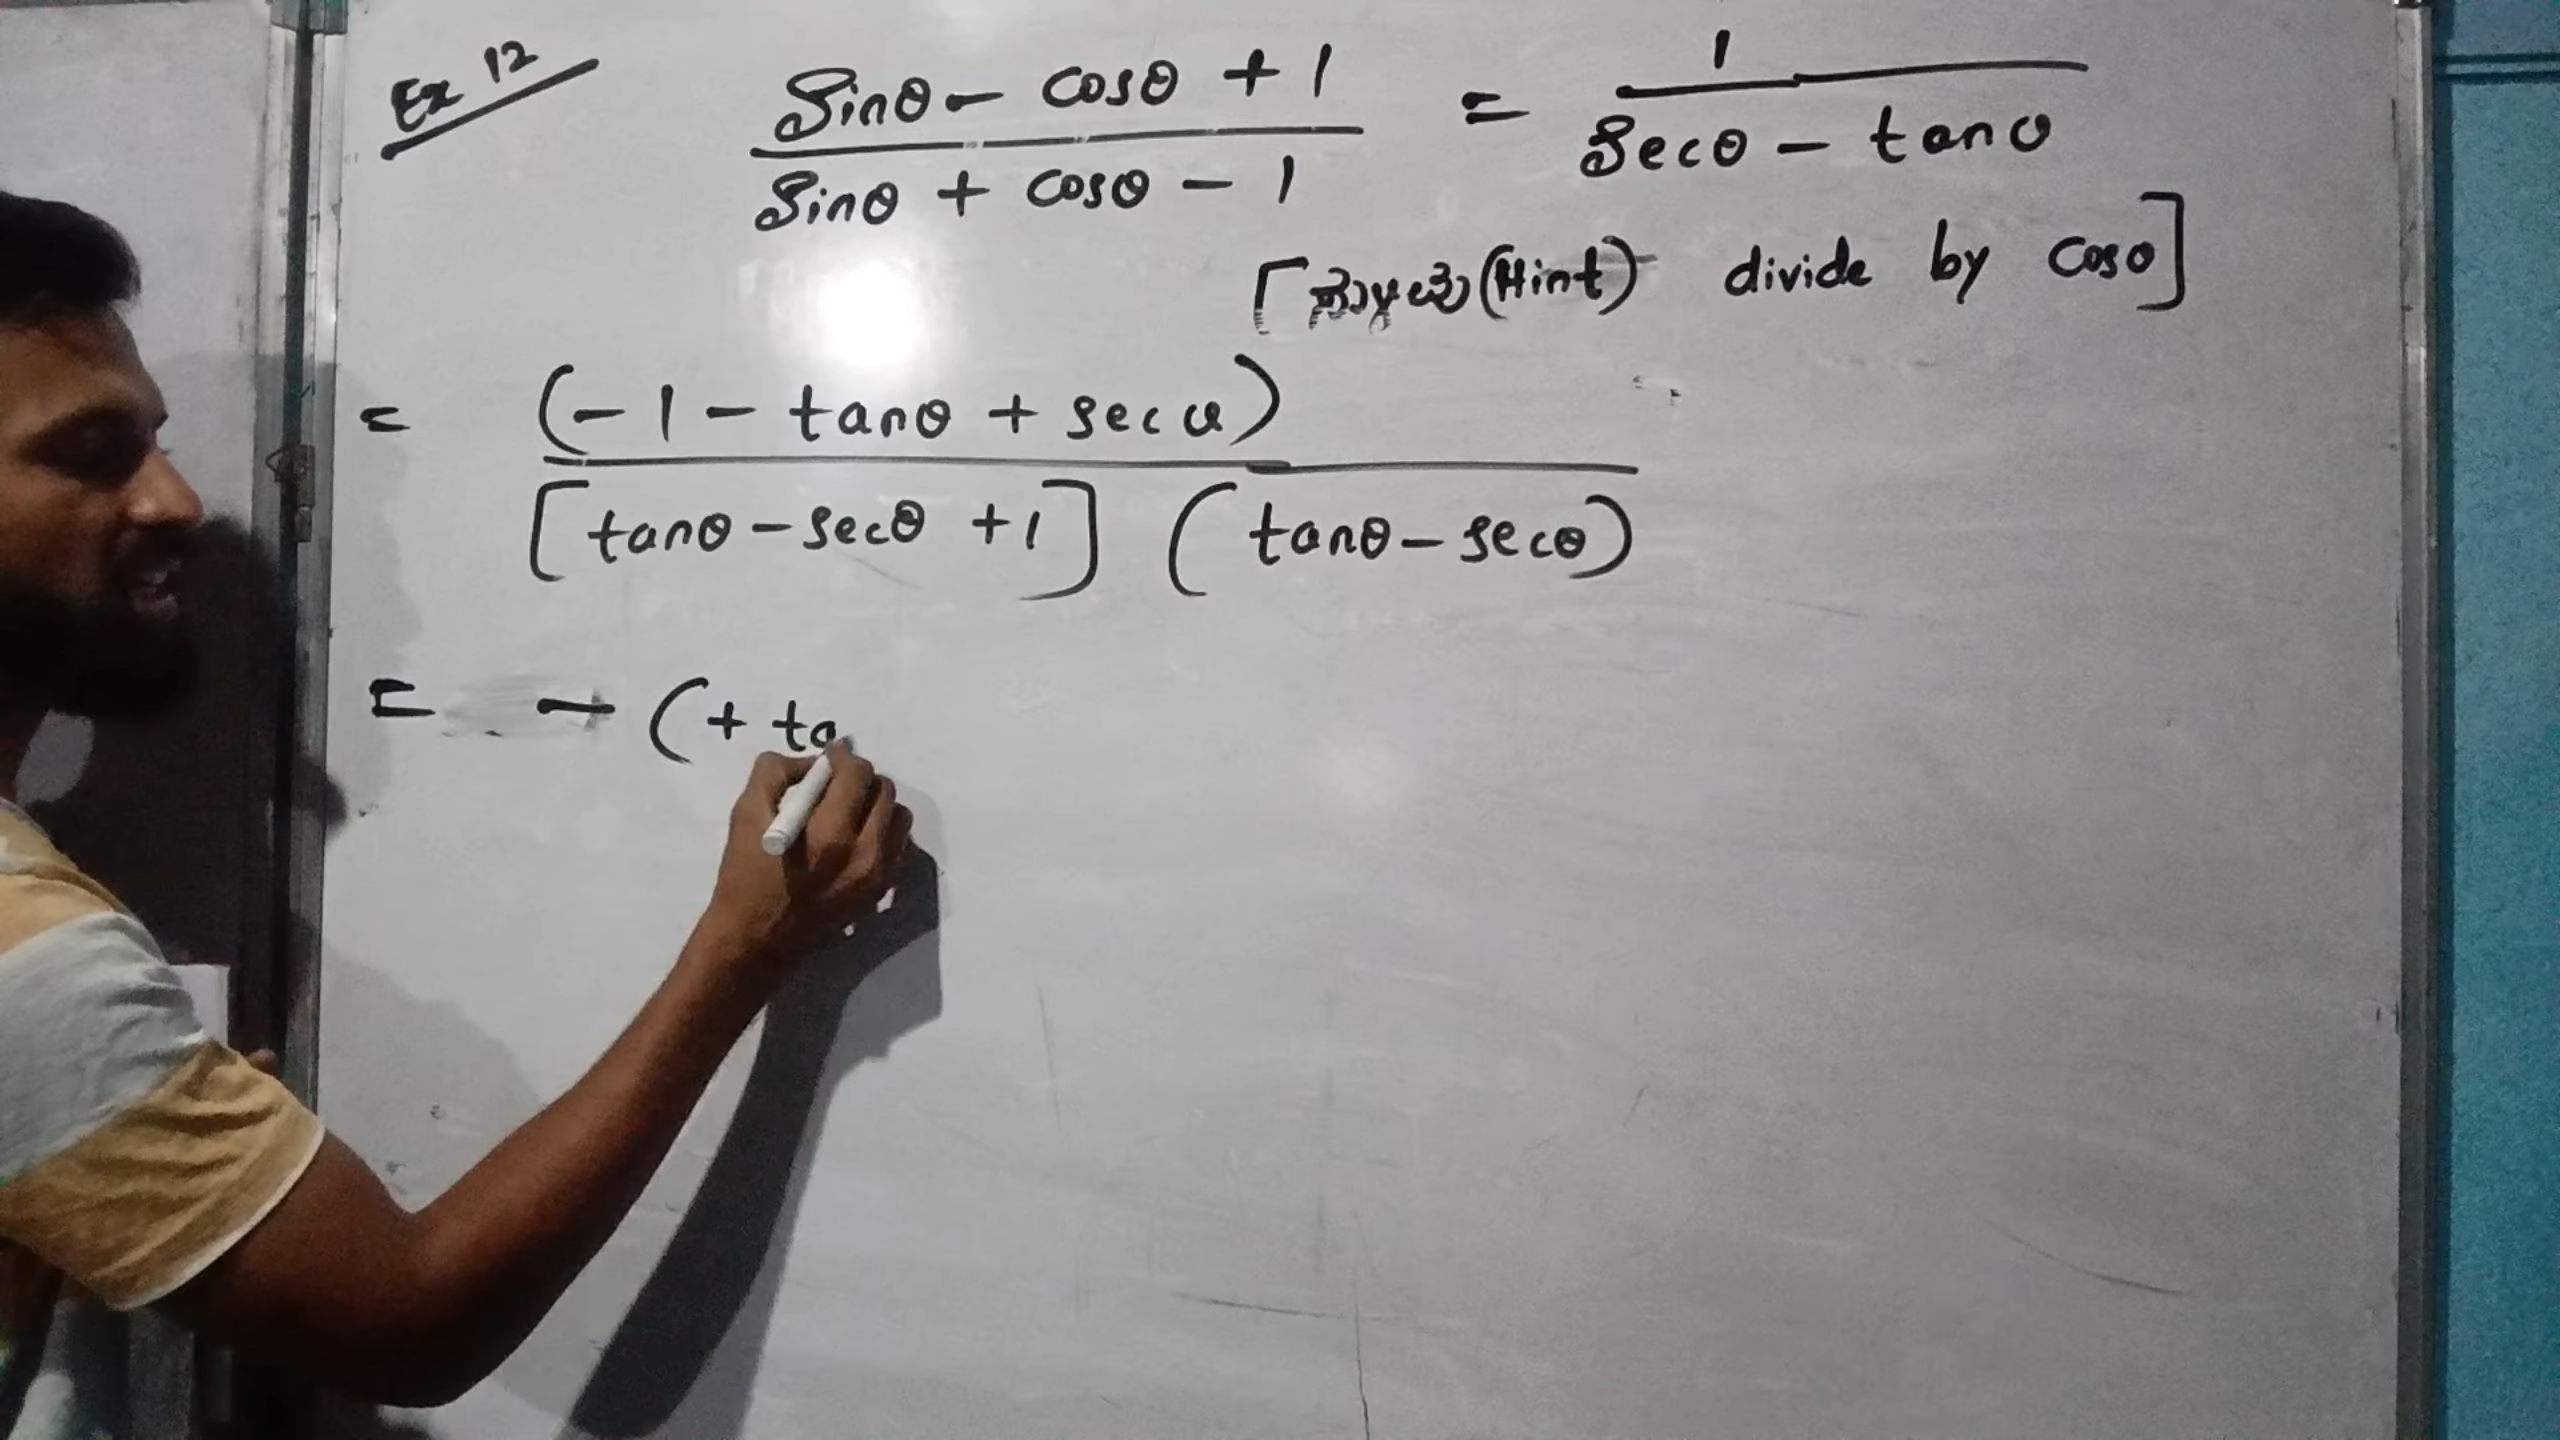 Ex 12
sinθ - cosθ + 1 / sinθ + cosθ - 1 = 1 / secθ - tanθ
[ (Hint) divide by cosθ]
= (-1 - tanθ + secθ) / [tanθ - secθ + 1] (tanθ - secθ)
= - (+ ta